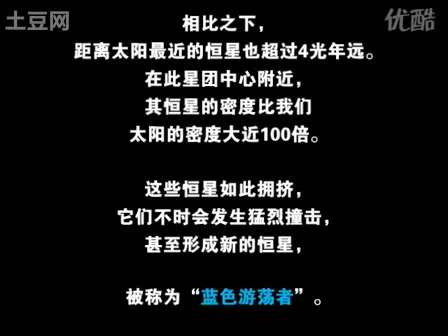 土豆网
优酷
相比之下，
距离太阳最近的恒星也超过4光年远。
在此星团中心附近，
其恒星的密度比我们
太阳的密度大近100倍。
这些恒星如此拥挤，
它们不时会发生猛烈撞击，
甚至形成新的恒星，
被称为“蓝色游荡者”。